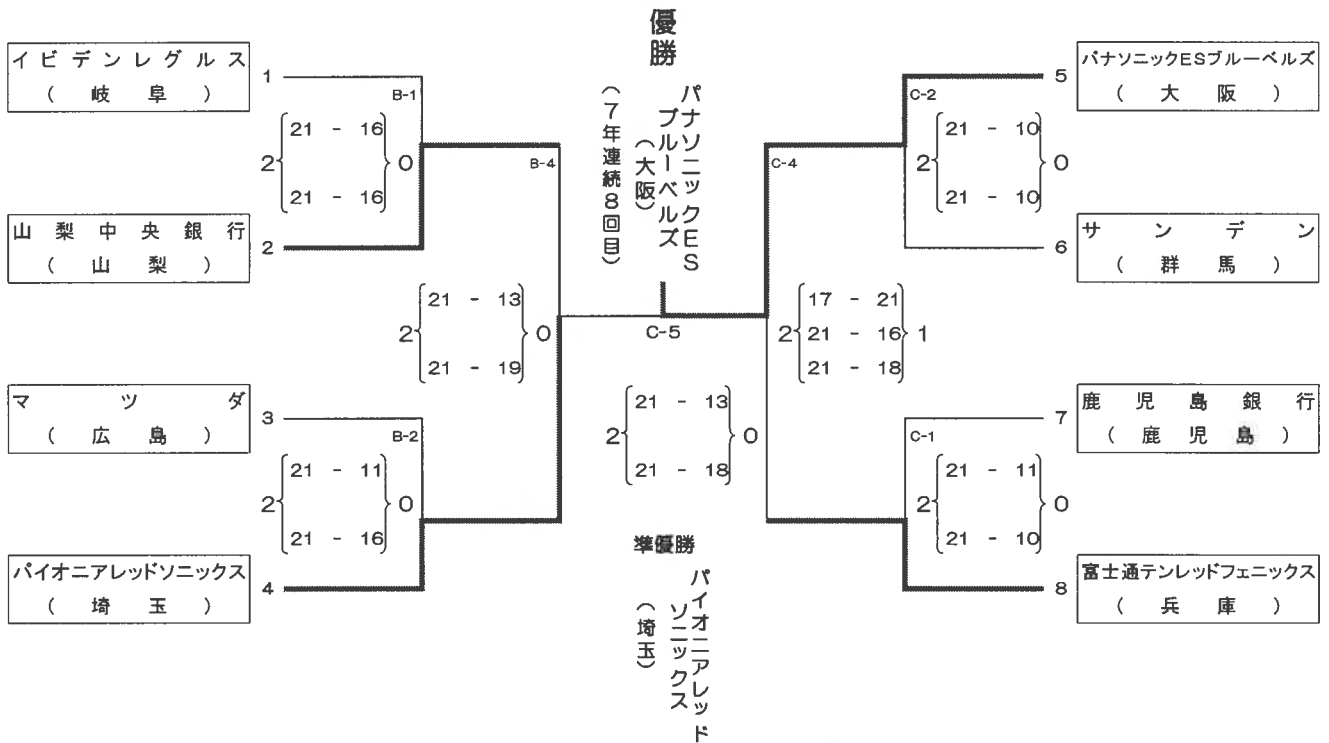 優勝
パナソニックES
ブルーベルズ
（大阪）
（7年連続8回目）
イビデンレグルス
（岐阜）
1
B-1
2 21 - 16 0
21 - 16
山梨中央銀行
（山梨）
2
B-4
2 21 - 13 0
21 - 19
マツダ
（広島）
3
B-2
2 21 - 11 0
21 - 16
パイオニアレッドソニックス
（埼玉）
4
C-5
2 21 - 13 0
21 - 18
準優勝
パイオニアレッド
ソニックス
（埼玉）
パナソニックESブルーベルズ
（大阪）
5
C-2
2 21 - 10 0
21 - 10
サンデン
（群馬）
6
C-4
17 - 21
2 21 - 16 1
21 - 18
鹿児島銀行
（鹿児島）
7
C-1
2 21 - 11 0
21 - 10
富士通テンレッドフェニックス
（兵庫）
8